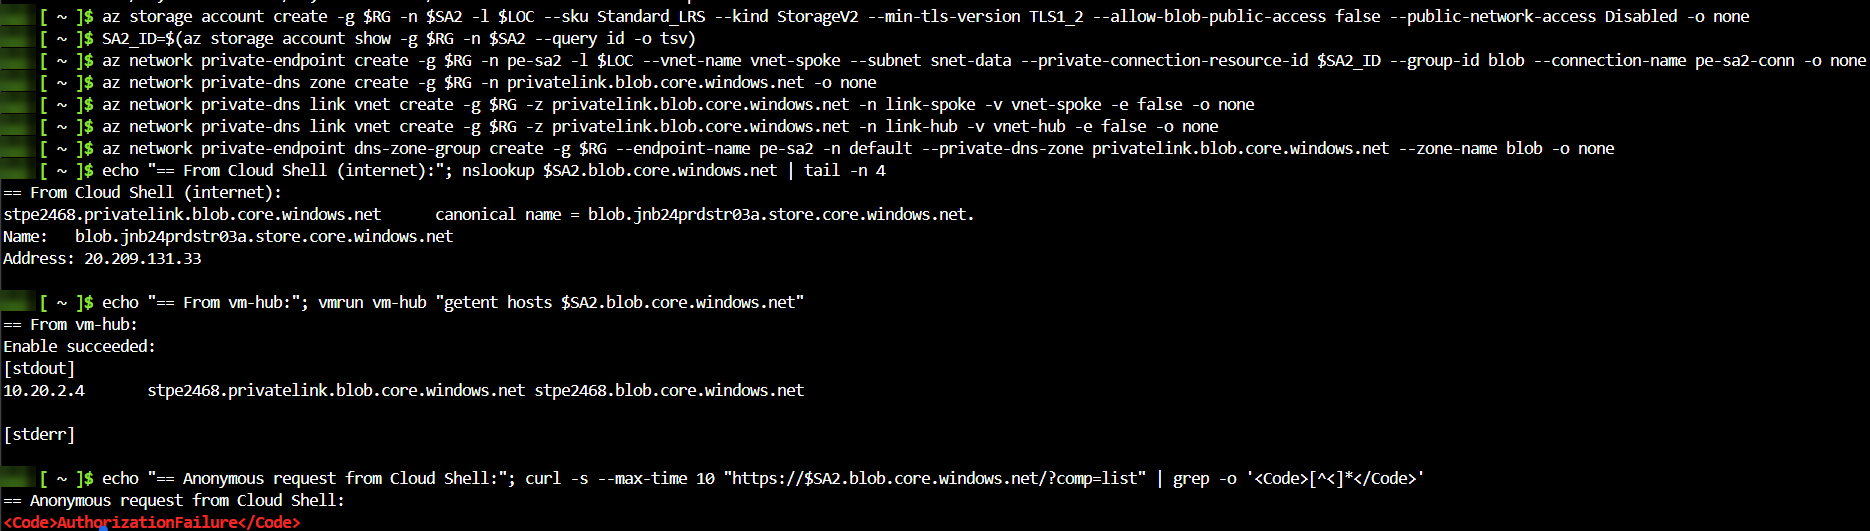 [ ~ ]$ az storage account create -g $RG -n $SA2 -l $LOC --sku Standard_LRS --kind StorageV2 --min-tls-version TLS1_2 --allow-blob-public-access false --public-network-access Disabled -o none
[ ~ ]$ SA2_ID=$(az storage account show -g $RG -n $SA2 --query id -o tsv)
[ ~ ]$ az network private-endpoint create -g $RG -n pe-sa2 -l $LOC --vnet-name vnet-spoke --subnet snet-data --private-connection-resource-id $SA2_ID --group-id blob --connection-name pe-sa2-conn -o none
[ ~ ]$ az network private-dns zone create -g $RG -n privatelink.blob.core.windows.net -o none
[ ~ ]$ az network private-dns link vnet create -g $RG -z privatelink.blob.core.windows.net -n link-spoke -v vnet-spoke -e false -o none
[ ~ ]$ az network private-dns link vnet create -g $RG -z privatelink.blob.core.windows.net -n link-hub -v vnet-hub -e false -o none
[ ~ ]$ az network private-endpoint dns-zone-group create -g $RG --endpoint-name pe-sa2 -n default --private-dns-zone privatelink.blob.core.windows.net --zone-name blob -o none
[ ~ ]$ echo "== From Cloud Shell (internet):"; nslookup $SA2.blob.core.windows.net | tail -n 4
== From Cloud Shell (internet):
stpe2468.privatelink.blob.core.windows.net      canonical name = blob.jnb24prdstr03a.store.core.windows.net.
Name:   blob.jnb24prdstr03a.store.core.windows.net
Address: 20.209.131.33
[ ~ ]$ echo "== From vm-hub:"; vmrun vm-hub "getent hosts $SA2.blob.core.windows.net"
== From vm-hub:
Enable succeeded:
[stdout]
10.20.2.4       stpe2468.privatelink.blob.core.windows.net stpe2468.blob.core.windows.net
[stderr]
[ ~ ]$ echo "== Anonymous request from Cloud Shell:"; curl -s --max-time 10 "https://$SA2.blob.core.windows.net/?comp=list" | grep -o '<Code>[^<]*</Code>'
== Anonymous request from Cloud Shell:
<Code>AuthorizationFailure</Code>